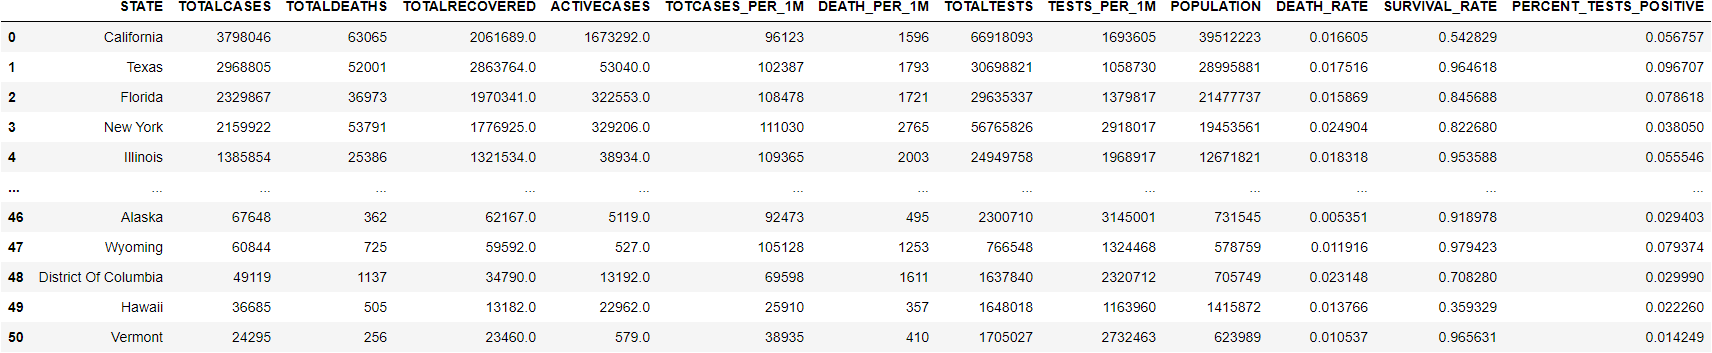 STATE TOTALCASES TOTALDEATHS TOTALRECOVERED ACTIVECASES TOTCASES_PER_1M DEATH_PER_1M TOTALTESTS TESTS_PER_1M POPULATION DEATH_RATE SURVIVAL_RATE PERCENT_TESTS_POSITIVE
0 California 3798046 63065 2061689.0 1673292.0 96123 1596 66918093 1693605 39512223 0.016605 0.542829 0.056757
1 Texas 2968805 52001 2863764.0 53040.0 102387 1793 30698821 1058730 28995881 0.017516 0.964618 0.096707
2 Florida 2329867 36973 1970341.0 322553.0 108478 1721 29635337 1379817 21477737 0.015869 0.845688 0.078618
3 New York 2159922 53791 1776925.0 329206.0 111030 2765 56765826 2918017 19453561 0.024904 0.822680 0.038050
4 Illinois 1385854 25386 1321534.0 38934.0 109365 2003 24949758 1968917 12671821 0.018318 0.953588 0.055546
... ... ... ... ... ... ... ... ... ... ... ... ... ...
46 Alaska 67648 362 62167.0 5119.0 92473 495 2300710 3145001 731545 0.005351 0.918978 0.029403
47 Wyoming 60844 725 59592.0 527.0 105128 1253 766548 1324468 578759 0.011916 0.979423 0.079374
48 District Of Columbia 49119 1137 34790.0 13192.0 69598 1611 1637840 2320712 705749 0.023148 0.708280 0.029990
49 Hawaii 36685 505 13182.0 22962.0 25910 357 1648018 1163960 1415872 0.013766 0.359329 0.022260
50 Vermont 24295 256 23460.0 579.0 38935 410 1705027 2732463 623989 0.010537 0.965631 0.014249